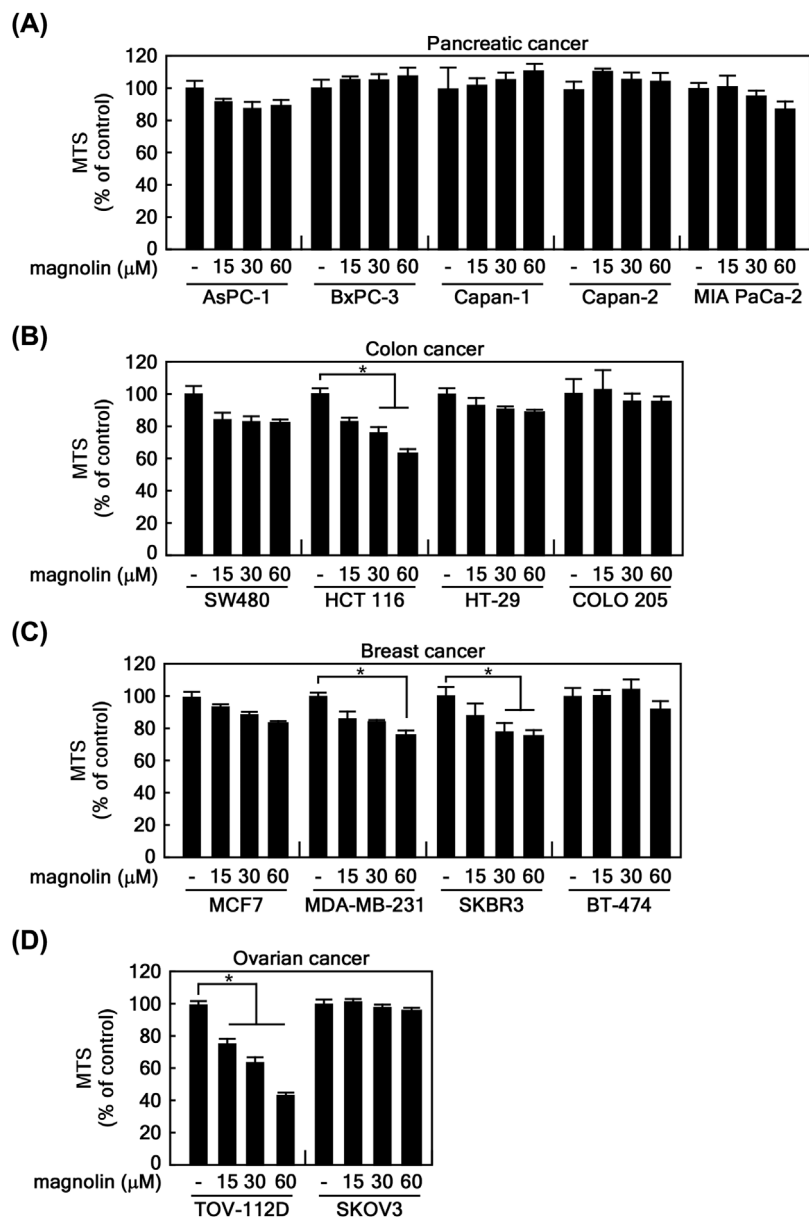 (A)
Pancreatic cancer
120
100
80
60
40
20
0
MTS
(% of control)
magnolin (μM) - 15 30 60 - 15 30 60 - 15 30 60 - 15 30 60 - 15 30 60
AsPC-1 BxPC-3 Capan-1 Capan-2 MIA PaCa-2
(B)
Colon cancer
120
100
80
60
40
20
0
MTS
(% of control)
*
magnolin (μM) - 15 30 60 - 15 30 60 - 15 30 60 - 15 30 60
SW480 HCT 116 HT-29 COLO 205
(C)
Breast cancer
120
100
80
60
40
20
0
MTS
(% of control)
* *
magnolin (μM) - 15 30 60 - 15 30 60 - 15 30 60 - 15 30 60
MCF7 MDA-MB-231 SKBR3 BT-474
(D)
Ovarian cancer
120
100
80
60
40
20
0
MTS
(% of control)
*
magnolin (μM) - 15 30 60 - 15 30 60
TOV-112D SKOV3